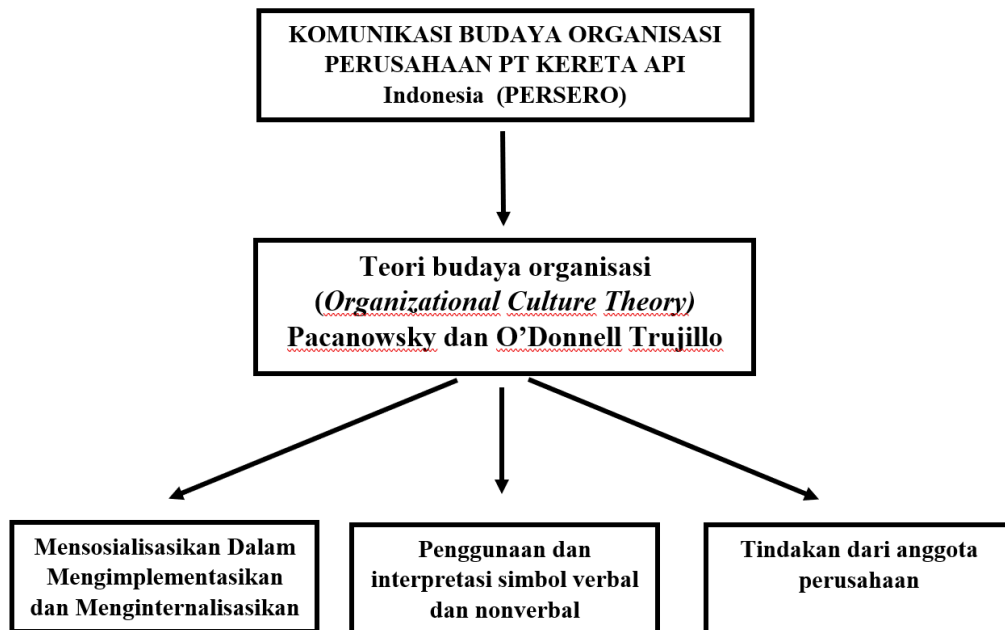 KOMUNIKASI BUDAYA ORGANISASI
PERUSAHAAN PT KERETA API
Indonesia (PERSERO)
Teori budaya organisasi
(Organizational Culture Theory)
Pacanowsky dan O’Donnell Trujillo
Mensosialisasikan Dalam
Mengimplementasikan
dan Menginternalisasikan
Penggunaan dan
interpretasi simbol verbal
dan nonverbal
Tindakan dari anggota
perusahaan